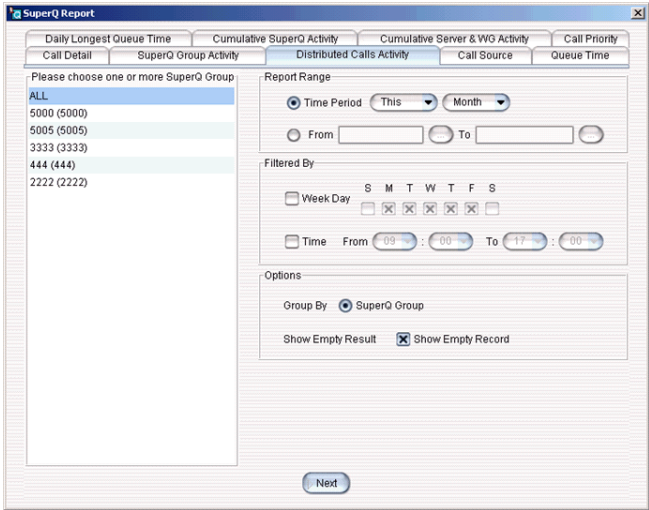 SuperQ Report
Daily Longest Queue Time Cumulative SuperQ Activity Cumulative Server & WG Activity Call Priority
Call Detail SuperQ Group Activity Distributed Calls Activity Call Source Queue Time
Please choose one or more SuperQ Group
ALL
5000 (5000)
5005 (5005)
3333 (3333)
444 (444)
2222 (2222)
Report Range
Time Period This Month
From ... To ...
Filtered By
S M T W T F S
Week Day
Time From 09 : 00 To 17 : 00
Options
Group By SuperQ Group
Show Empty Result Show Empty Record
Next